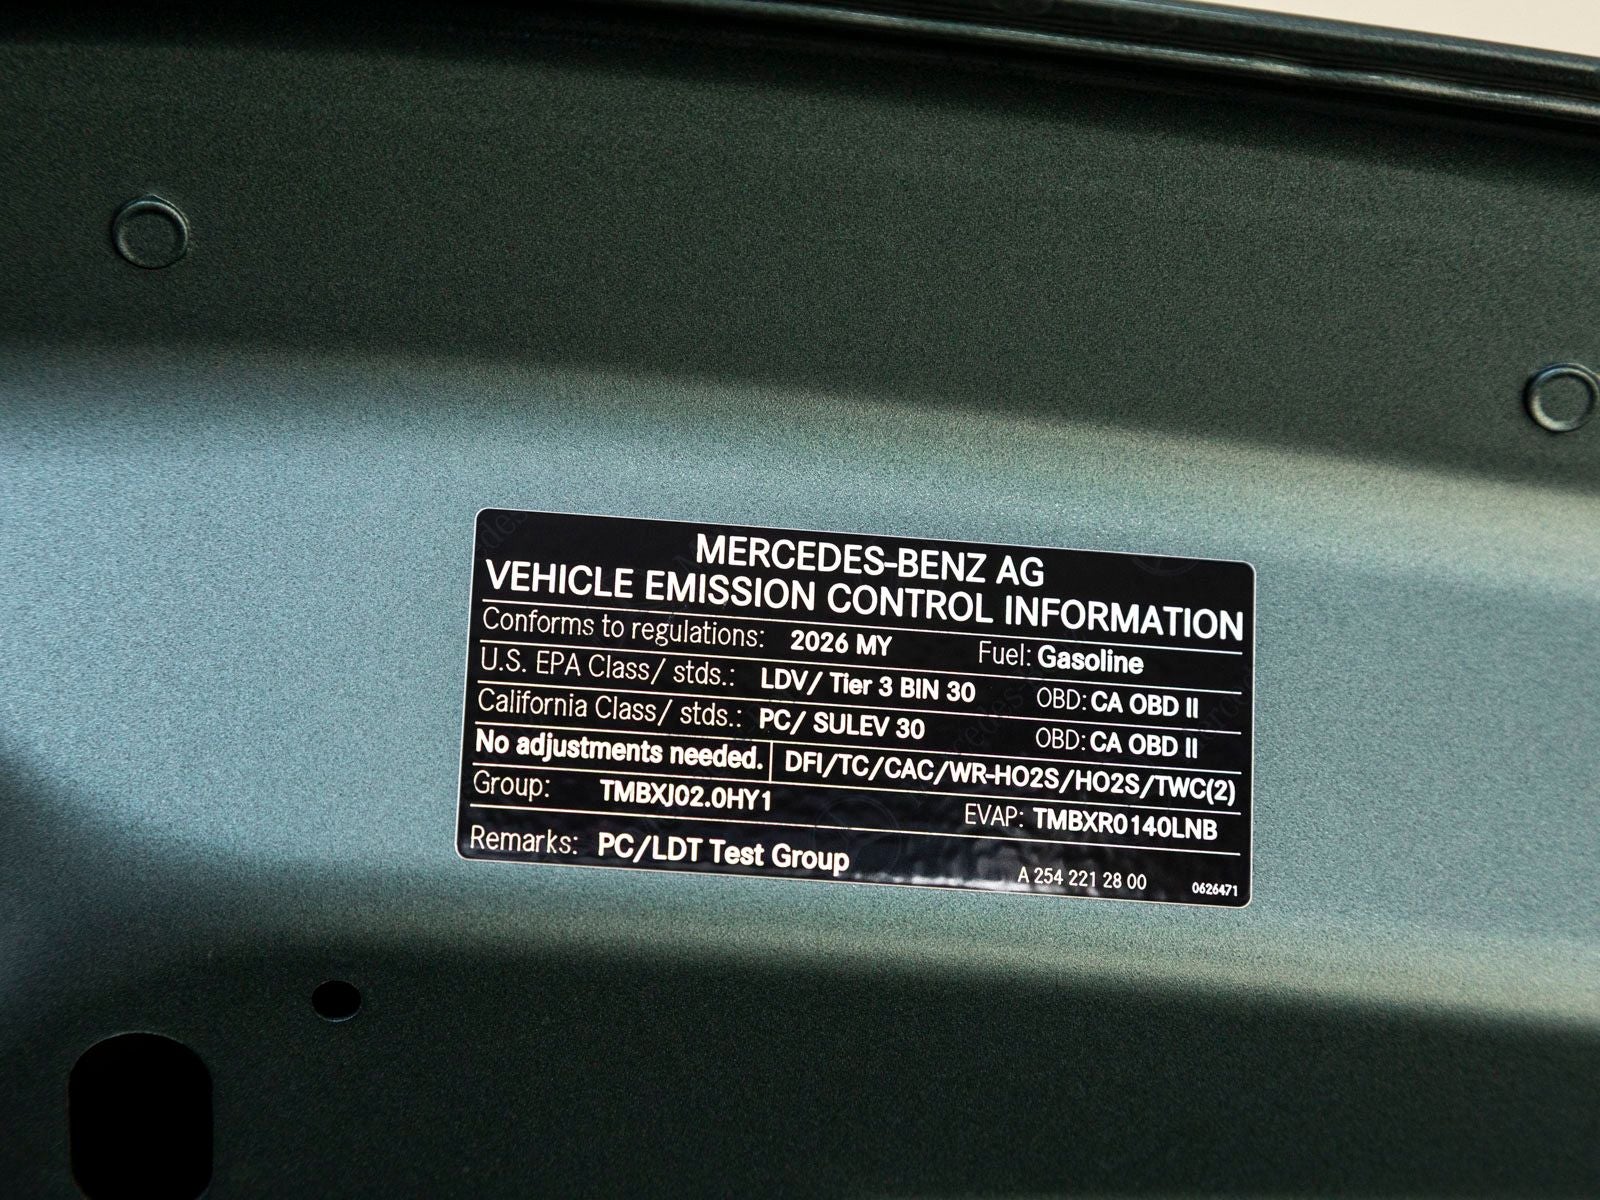 MERCEDES-BENZ AG
VEHICLE EMISSION CONTROL INFORMATION
Conforms to regulations: 2026 MY Fuel: Gasoline
U.S. EPA Class/ stds.: LDV/ Tier 3 BIN 30 OBD: CA OBD II
California Class/ stds.: PC/ SULEV 30 OBD: CA OBD II
No adjustments needed. DFI/TC/CAC/WR-HO2S/HO2S/TWC(2)
Group: TMBXJ02.0HY1 EVAP: TMBXR0140LNB
Remarks: PC/LDT Test Group
A 254 221 28 00 0626471